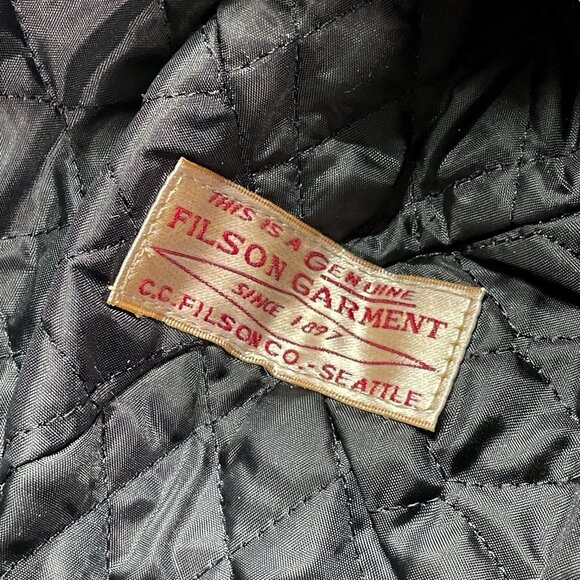 THIS IS A GENUINE
FILSON GARMENT
SINCE 1897
C.C.FILSON CO.-SEATTLE